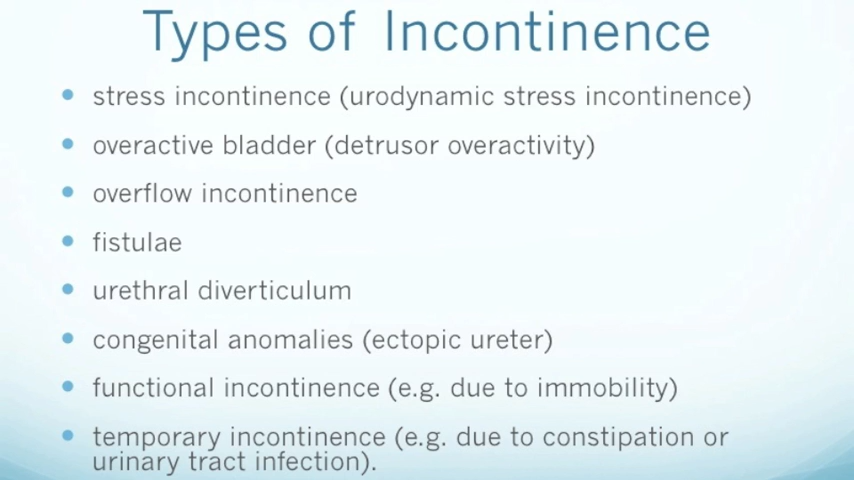 Types of Incontinence
• stress incontinence (urodynamic stress incontinence)
• overactive bladder (detrusor overactivity)
• overflow incontinence
• fistulae
• urethral diverticulum
• congenital anomalies (ectopic ureter)
• functional incontinence (e.g. due to immobility)
• temporary incontinence (e.g. due to constipation or
urinary tract infection).